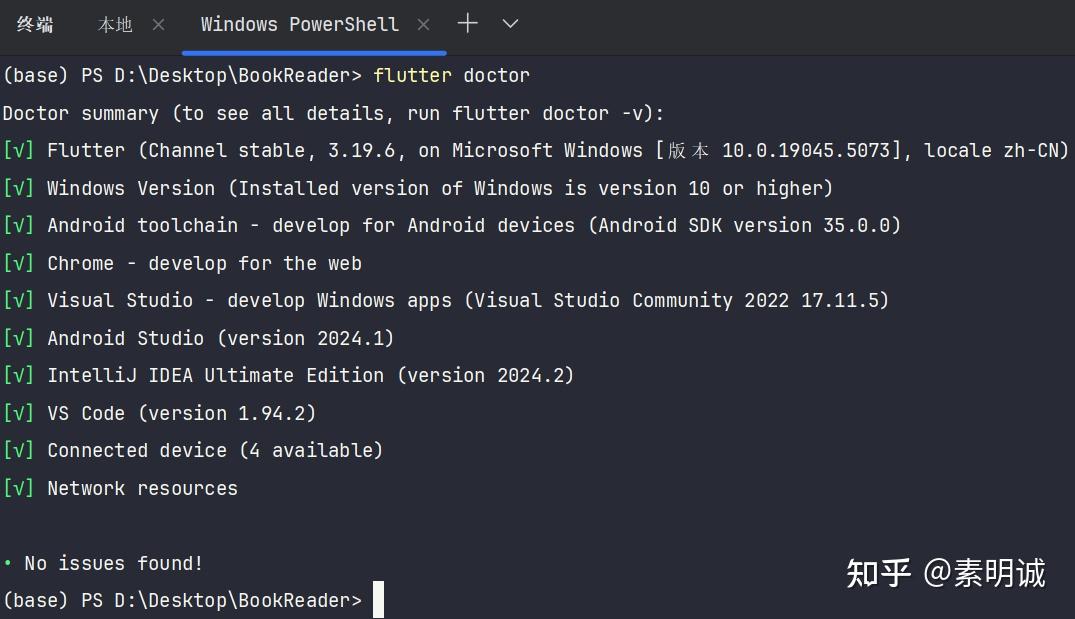 终端 本地 Windows PowerShell
(base) PS D:\Desktop\BookReader> flutter doctor
Doctor summary (to see all details, run flutter doctor -v):
[√] Flutter (Channel stable, 3.19.6, on Microsoft Windows [版本 10.0.19045.5073], locale zh-CN)
[√] Windows Version (Installed version of Windows is version 10 or higher)
[√] Android toolchain - develop for Android devices (Android SDK version 35.0.0)
[√] Chrome - develop for the web
[√] Visual Studio - develop Windows apps (Visual Studio Community 2022 17.11.5)
[√] Android Studio (version 2024.1)
[√] IntelliJ IDEA Ultimate Edition (version 2024.2)
[√] VS Code (version 1.94.2)
[√] Connected device (4 available)
[√] Network resources
• No issues found!
(base) PS D:\Desktop\BookReader>
知乎 @素明诚